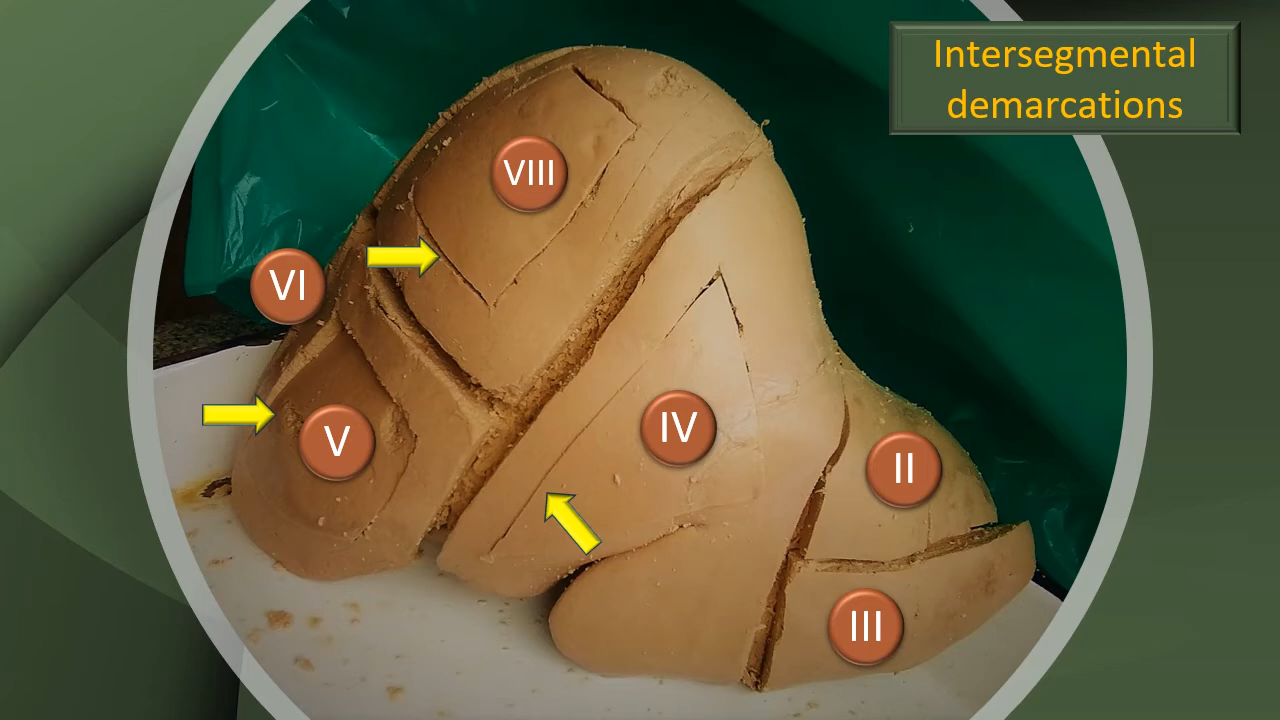 Intersegmental
demarcations
VIII
VI
V
IV
II
III